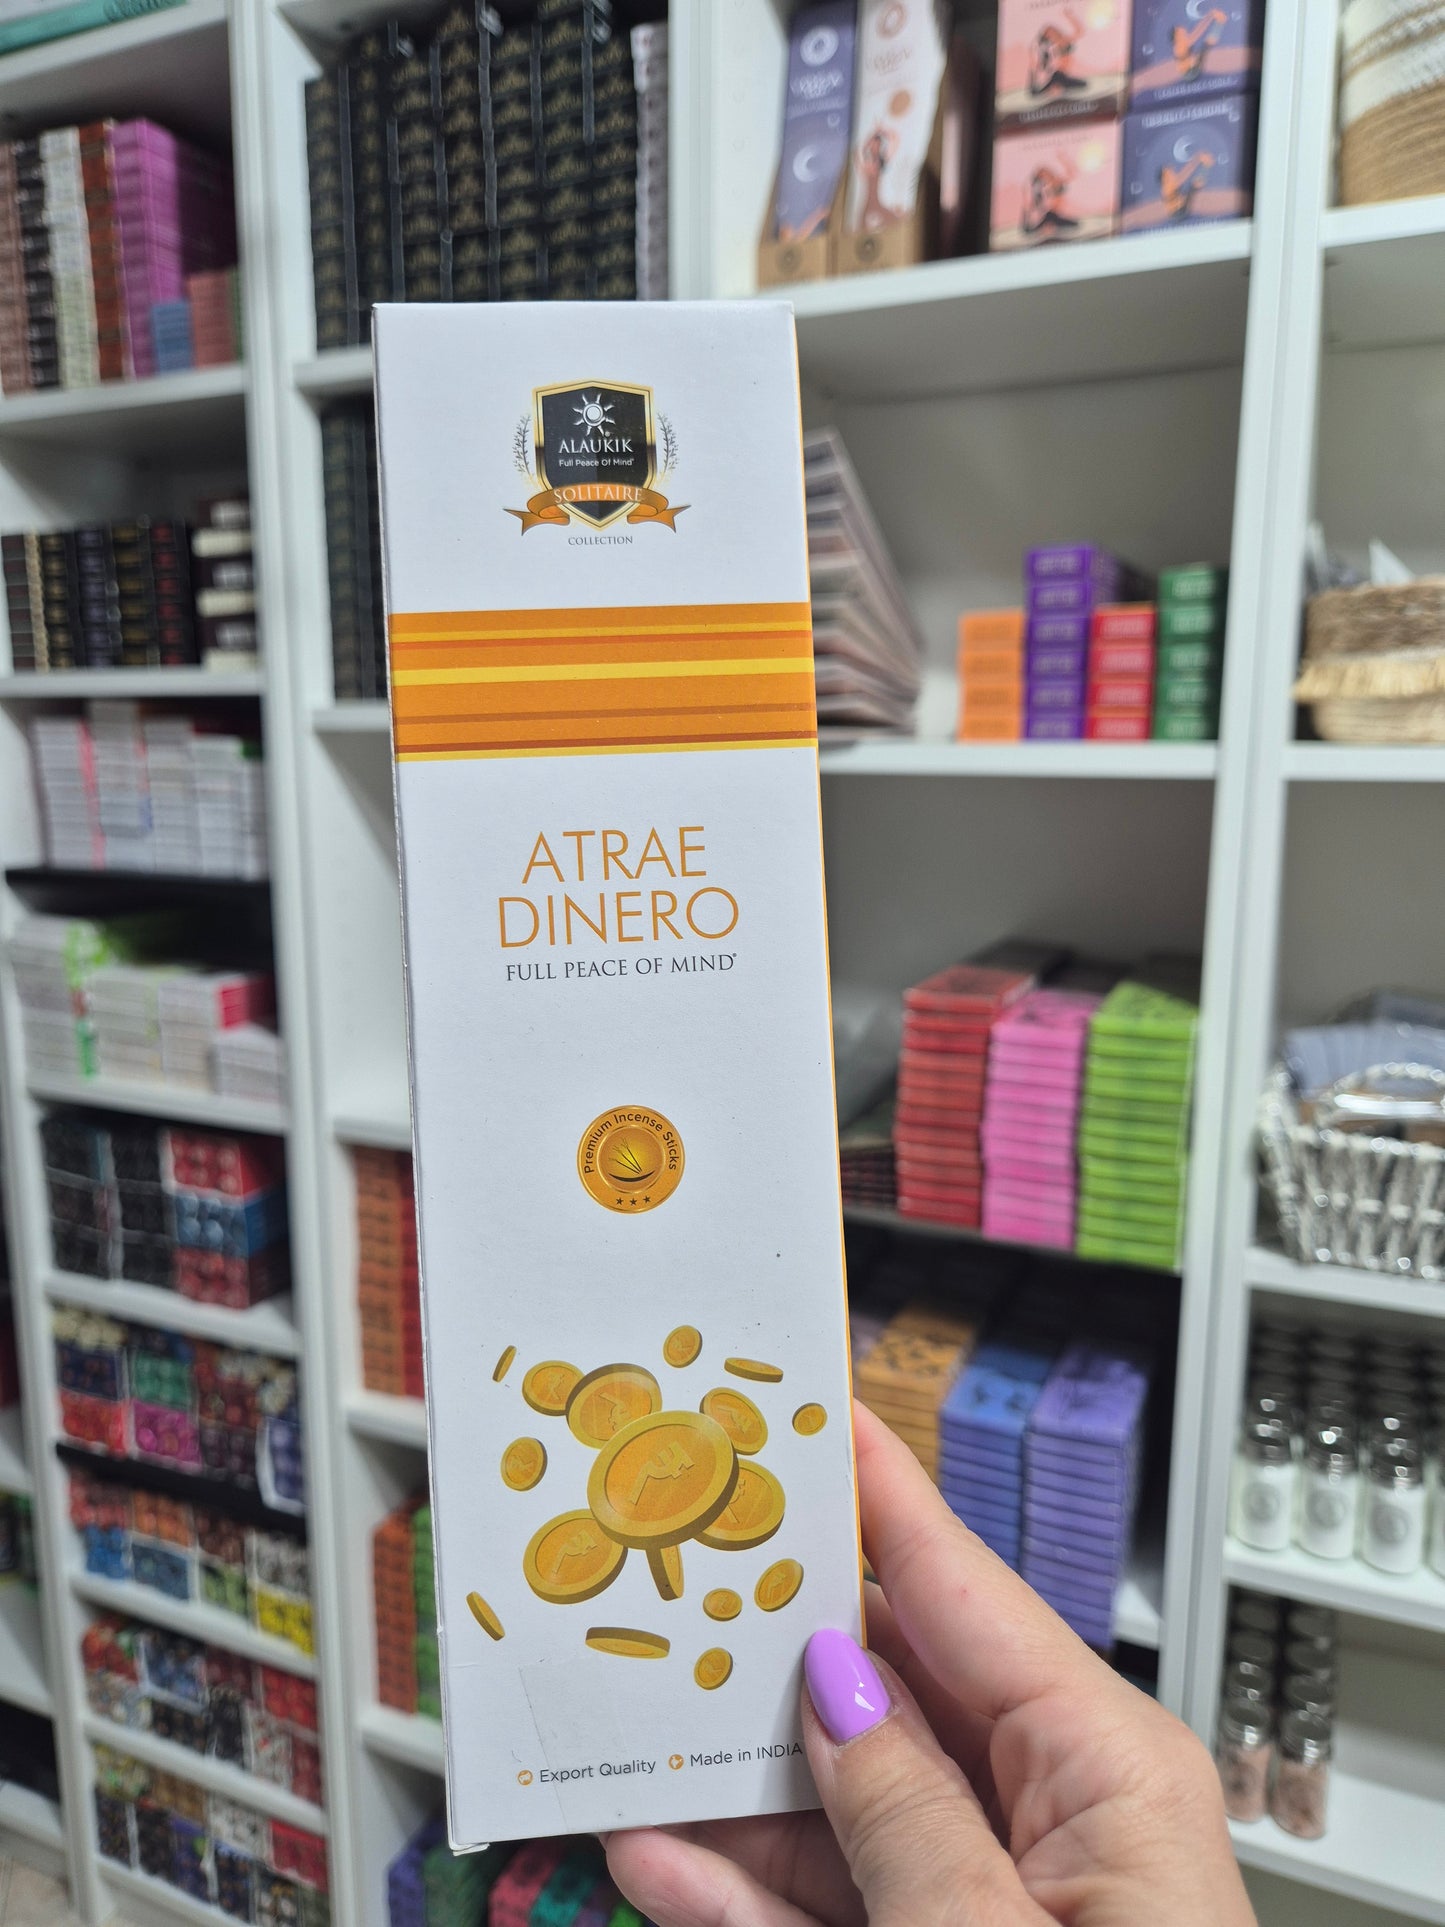 ALAUKIK
Full Peace Of Mind
SOLITAIRE
COLLECTION
ATRAE
DINERO
FULL PEACE OF MIND®
Premium Incense Sticks
Export Quality Made in INDIA